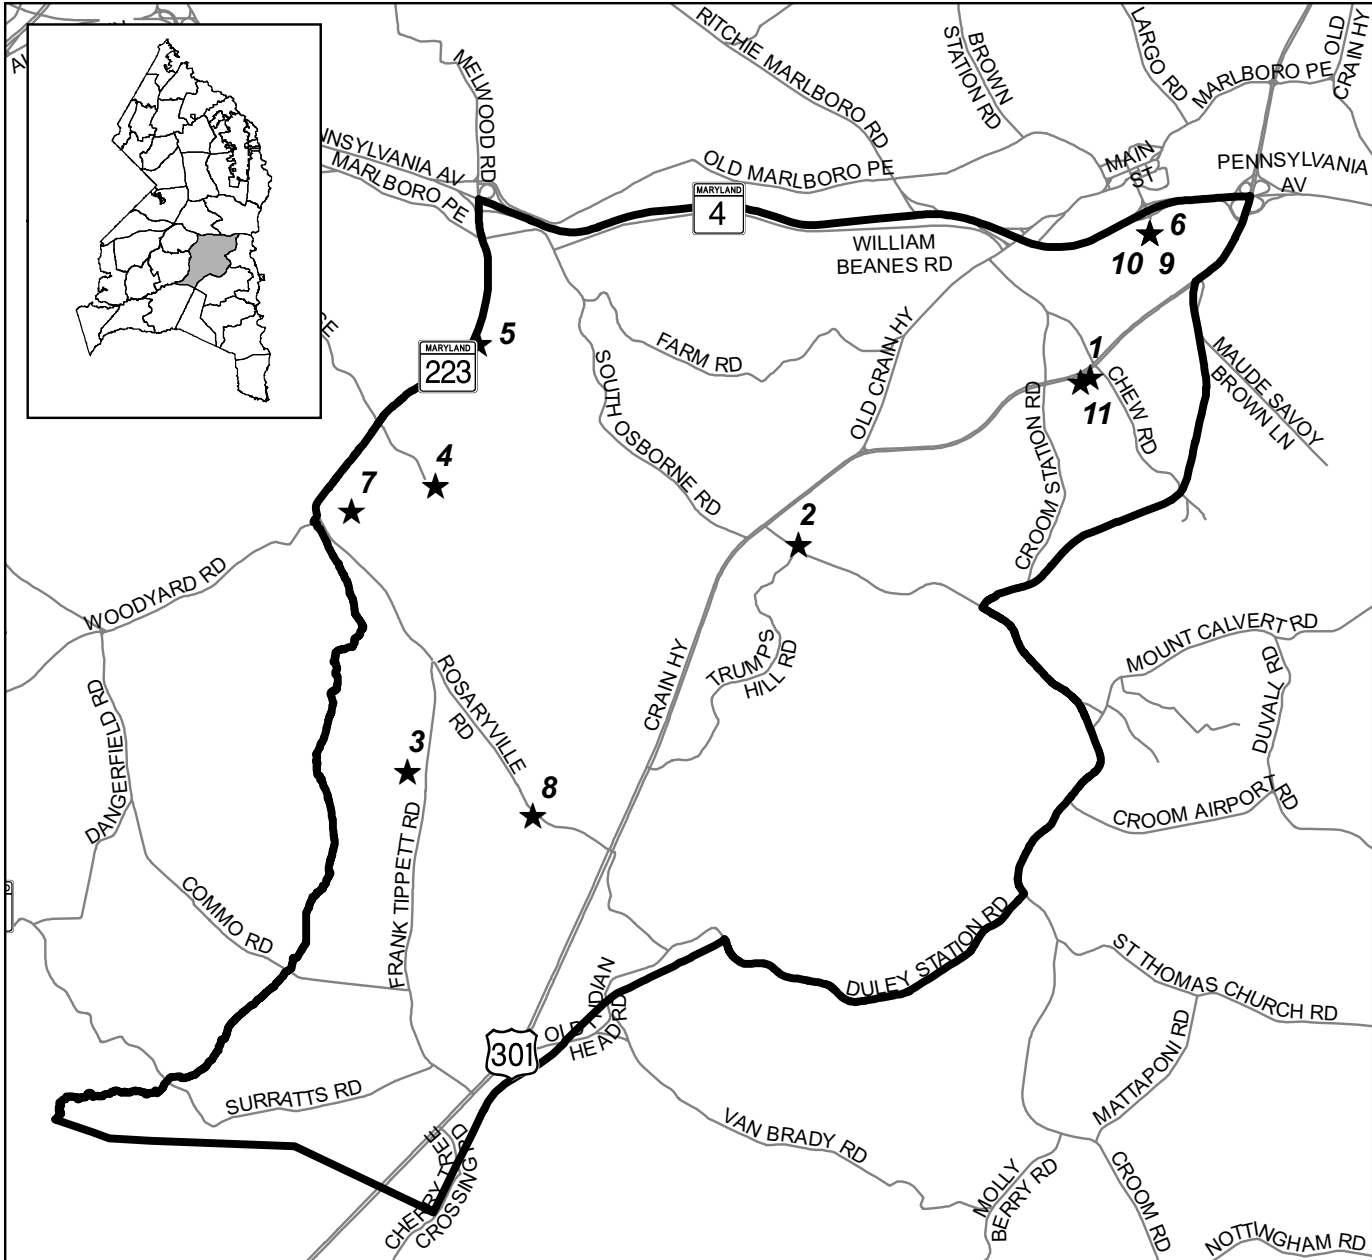 MELWOOD RD
RITCHIE MARLBORO RD
BROWN
STATION RD
LARGO RD
MARLBORO PE
OLD
CRAIN HY
NNSYLVANIA AV
MARLBORO PE
OLD MARLBORO PE
MAIN
ST
PENNSYLVANIA
AV
MARYLAND
4
WILLIAM
BEANES RD
6
10 9
MARYLAND
223
5
FARM RD
OLD CRAIN HY
1
11
CHEW RD
MAUDE SAVOY
BROWN LN
SOUTH OSBORNE RD
CROOM STATION RD
4
7
2
WOODYARD RD
MOUNT CALVERT RD
DUVALL RD
TRUMPS
HILL RD
CRAIN HY
ROSARYVILLE
RD
DANGERFIELD RD
3
8
FRANK TIPPETT RD
CROOM AIRPORT RD
COMMO RD
DULEY STATION RD
ST THOMAS CHURCH RD
OLD INDIAN
HEAD RD
301
MATTAPONI RD
SURRATTS RD
VAN BRADY RD
CHERRY TREE
CROSSING RD
MOLLY
BERRY RD
CROOM RD
NOTTINGHAM RD